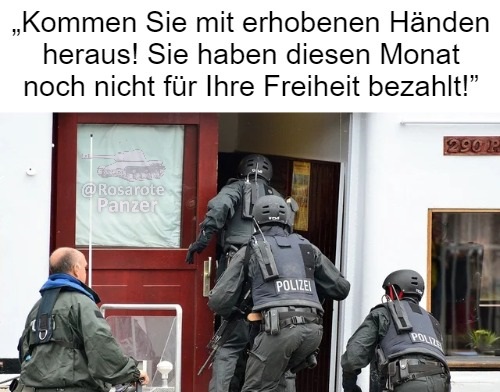 „Kommen Sie mit erhobenen Händen
heraus! Sie haben diesen Monat
noch nicht für Ihre Freiheit bezahlt!”
@Rosarote
Panzer
POLIZEI
POLIZ